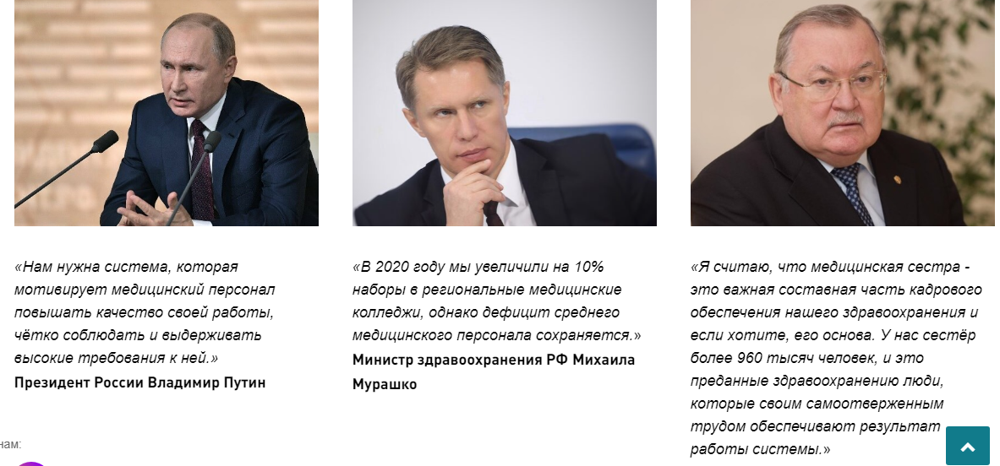 «Нам нужна система, которая
мотивирует медицинский персонал
повышать качество своей работы,
чётко соблюдать и выдерживать
высокие требования к ней.»
Президент России Владимир Путин
«В 2020 году мы увеличили на 10%
наборы в региональные медицинские
колледжи, однако дефицит среднего
медицинского персонала сохраняется.»
Министр здравоохранения РФ Михаила
Мурашко
«Я считаю, что медицинская сестра -
это важная составная часть кадрового
обеспечения нашего здравоохранения и
если хотите, его основа. У нас сестёр
более 960 тысяч человек, и это
преданные здравоохранению люди,
которые своим самоотверженным
трудом обеспечивают результат
работы системы.»
нам: